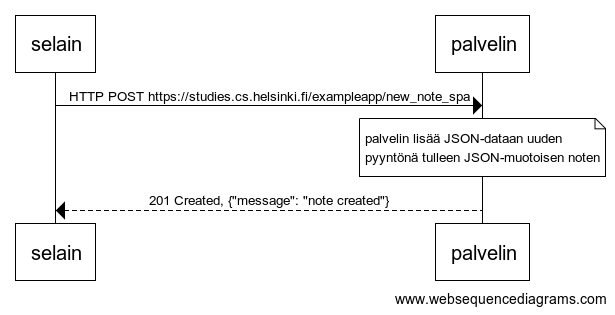 selain
palvelin
HTTP POST https://studies.cs.helsinki.fi/exampleapp/new_note_spa
palvelin lisää JSON-dataan uuden
pyyntönä tulleen JSON-muotoisen noten
201 Created, {"message": "note created"}
selain
palvelin
www.websequencediagrams.com